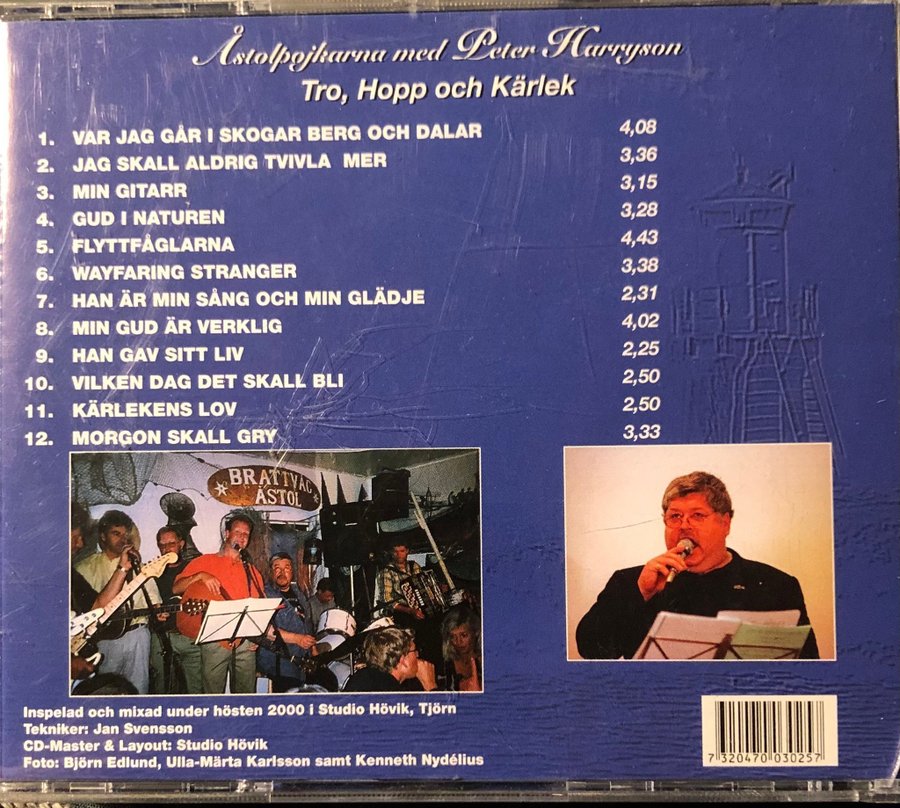 Åstolpojkarna med Peter Harryson
Tro, Hopp och Kärlek
1. VAR JAG GÅR I SKOGAR BERG OCH DALAR 4,08
2. JAG SKALL ALDRIG TVIVLA MER 3,36
3. MIN GITARR 3,15
4. GUD I NATUREN 3,28
5. FLYTTFÅGLARNA 4,43
6. WAYFARING STRANGER 3,38
7. HAN ÄR MIN SÅNG OCH MIN GLÄDJE 2,31
8. MIN GUD ÄR VERKLIG 4,02
9. HAN GAV SITT LIV 2,25
10. VILKEN DAG DET SKALL BLI 2,50
11. KÄRLEKENS LOV 2,50
12. MORGON SKALL GRY 3,33
BRATTVÅG
ÅSTOL
Inspelad och mixad under hösten 2000 i Studio Hövik, Tjörn
Tekniker: Jan Svensson
CD-Master & Layout: Studio Hövik
Foto: Björn Edlund, Ulla-Märta Karlsson samt Kenneth Nydélius
7 320470 030257